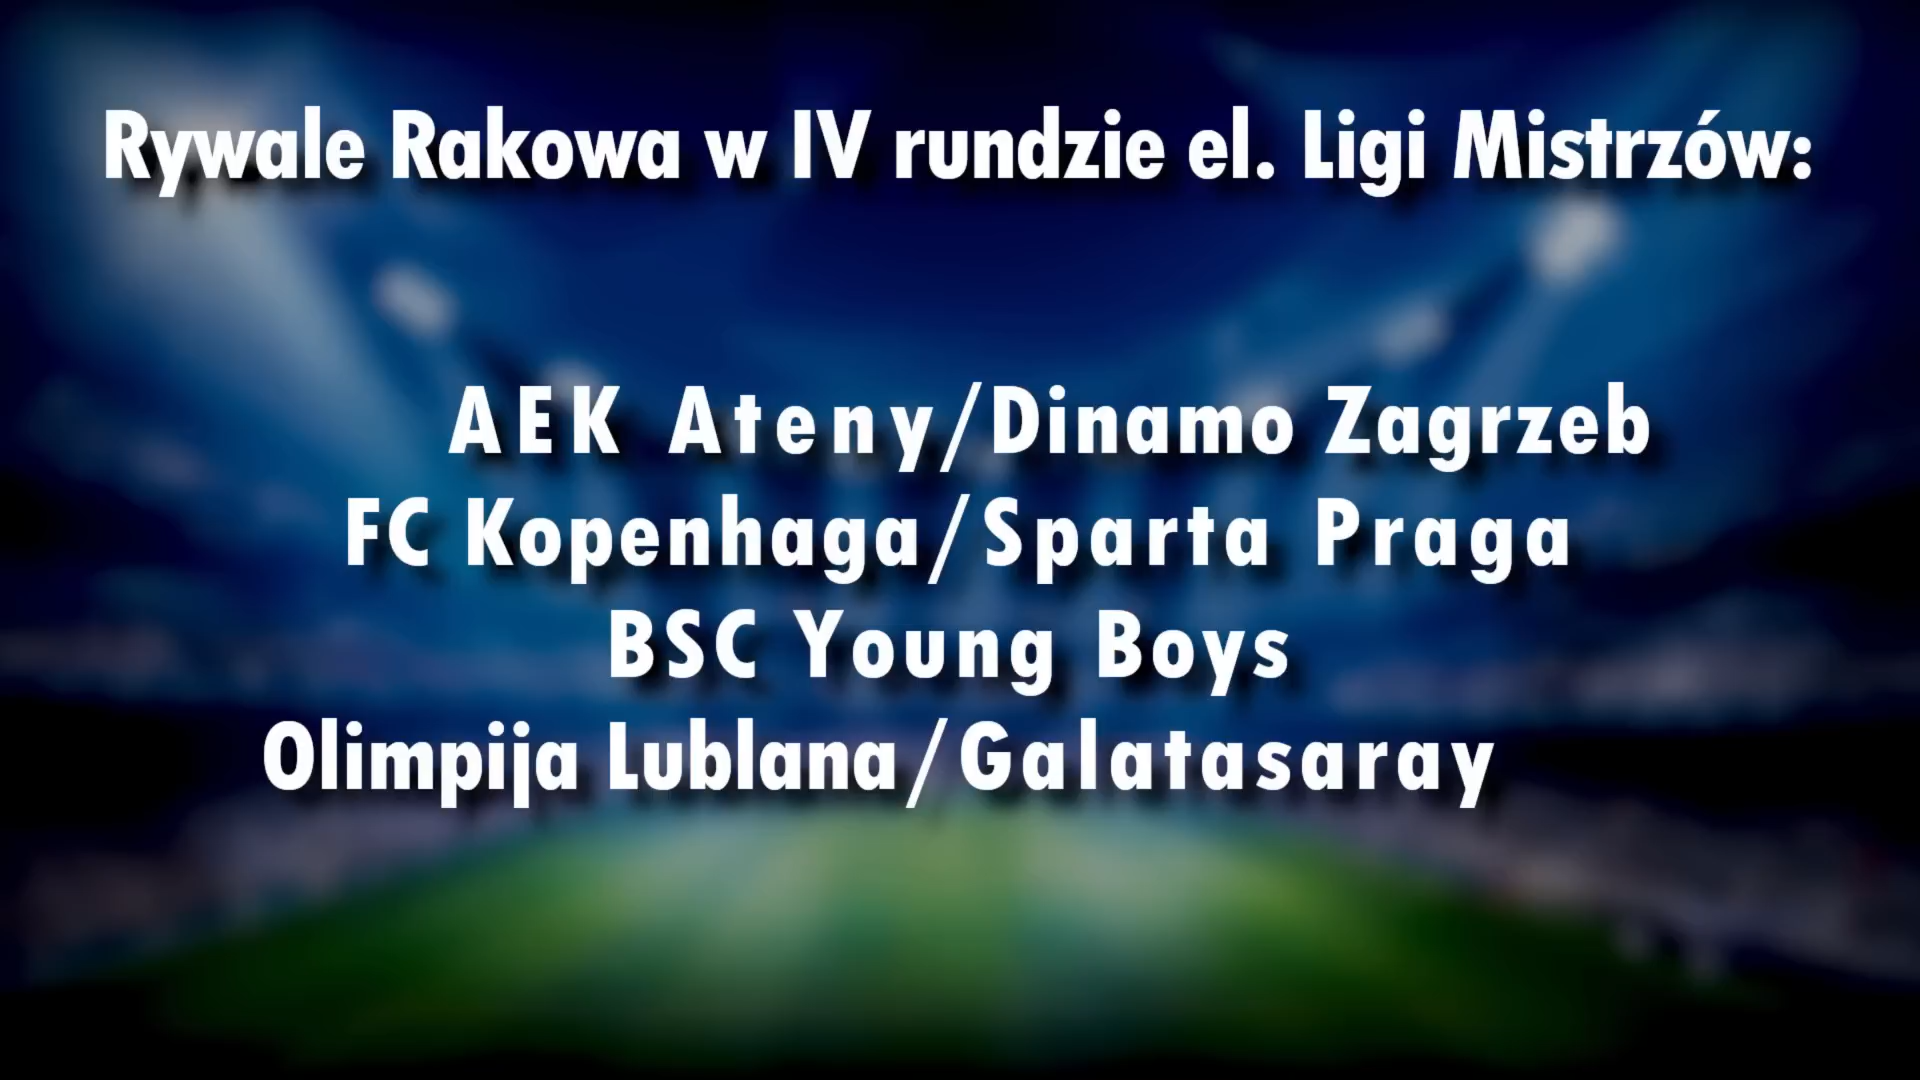 Rywale Rakowa w IV rundzie el. Ligi Mistrzów:
AEK Ateny/Dinamo Zagrzeb
FC Kopenhaga/Sparta Praga
BSC Young Boys
Olimpija Lublana/Galatasaray